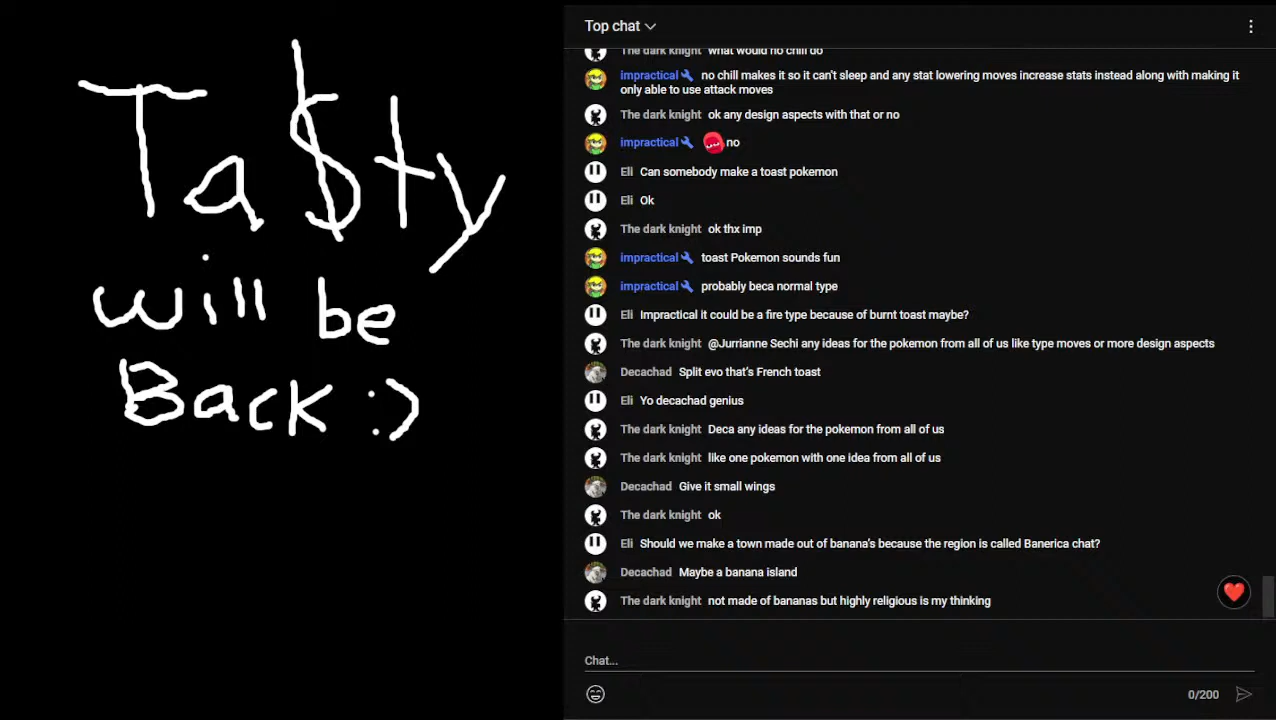 Ta$ty
will be
Back :)
Top chat
The dark knight what would no chill do
impractical no chill makes it so it can't sleep and any stat lowering moves increase stats instead along with making it
only able to use attack moves
The dark knight ok any design aspects with that or no
impractical no
Eli Can somebody make a toast pokemon
Eli Ok
The dark knight ok thx imp
impractical toast Pokemon sounds fun
impractical probably beca normal type
Eli Impractical it could be a fire type because of burnt toast maybe?
The dark knight @Jurrianne Sechi any ideas for the pokemon from all of us like type moves or more design aspects
Decachad Split evo that's French toast
Eli Yo decachad genius
The dark knight Deca any ideas for the pokemon from all of us
The dark knight like one pokemon with one idea from all of us
Decachad Give it small wings
The dark knight ok
Eli Should we make a town made out of banana's because the region is called Banerica chat?
Decachad Maybe a banana island
The dark knight not made of bananas but highly religious is my thinking
Chat...
0/200